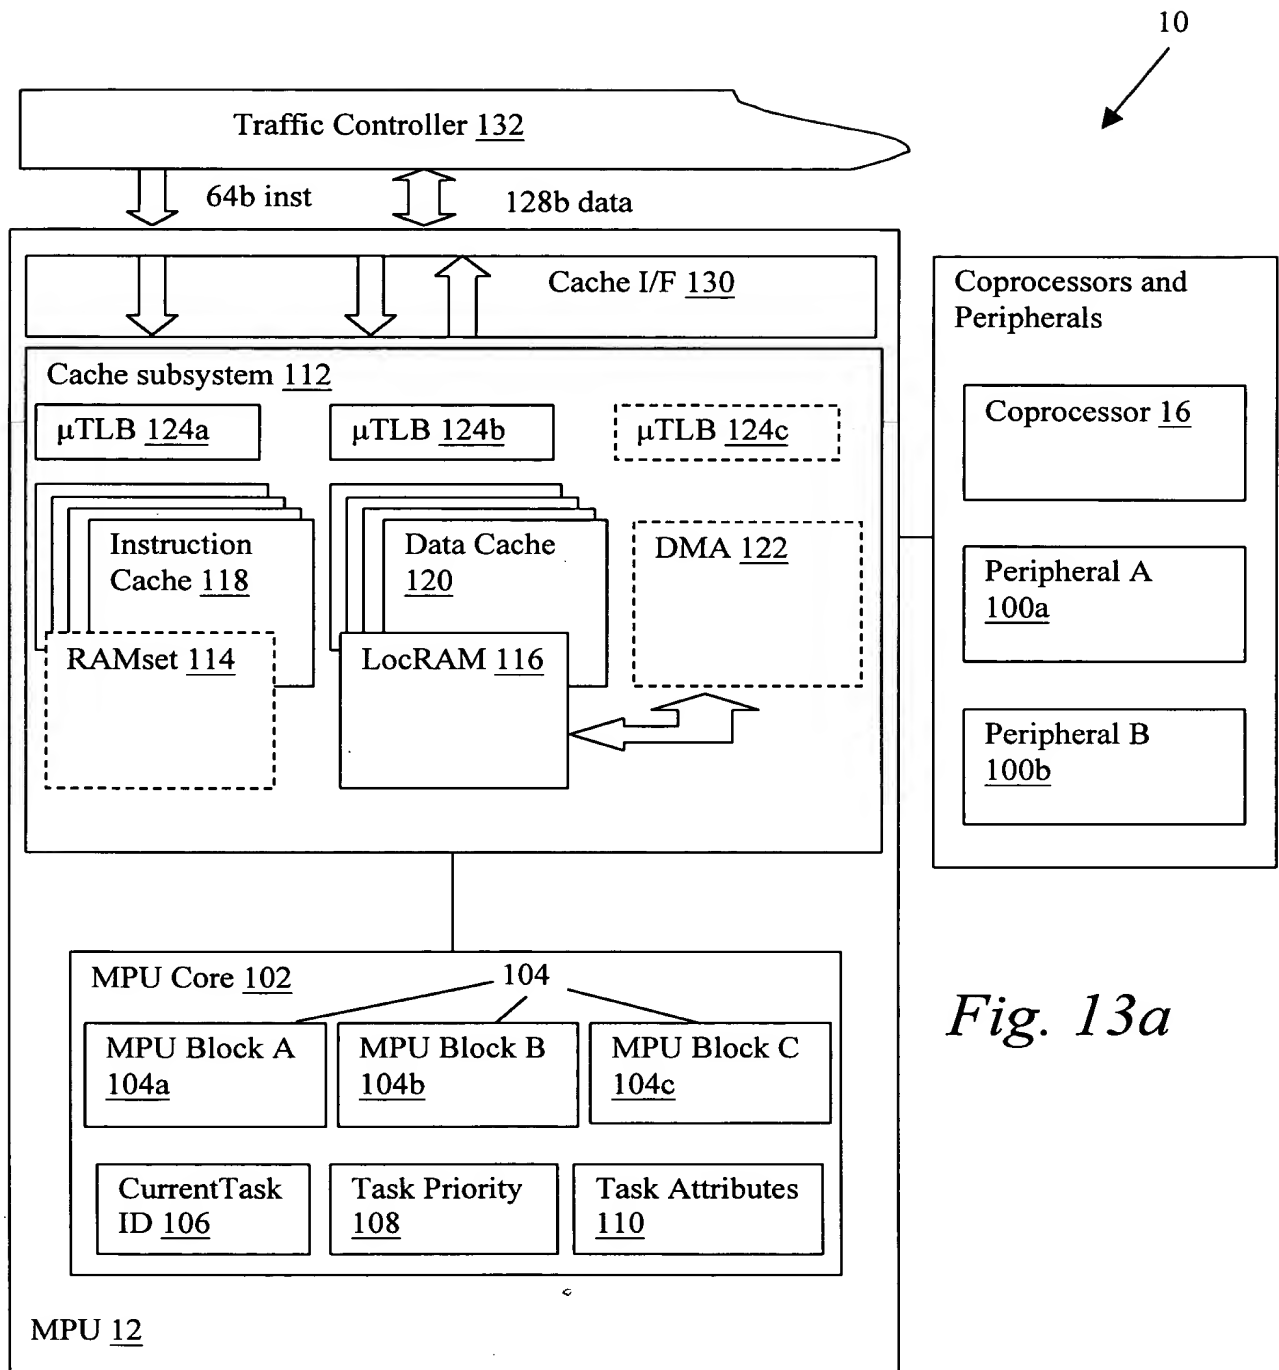 10
Traffic Controller 132
64b inst
128b data
Cache I/F 130
Coprocessors and
Peripherals
Cache subsystem 112
μTLB 124a
μTLB 124b
μTLB 124c
Coprocessor 16
Instruction
Cache 118
Data Cache
120
DMA 122
Peripheral A
100a
RAMset 114
LocRAM 116
Peripheral B
100b
MPU Core 102
104
MPU Block A
104a
MPU Block B
104b
MPU Block C
104c
Fig. 13a
CurrentTask
ID 106
Task Priority
108
Task Attributes
110
MPU 12